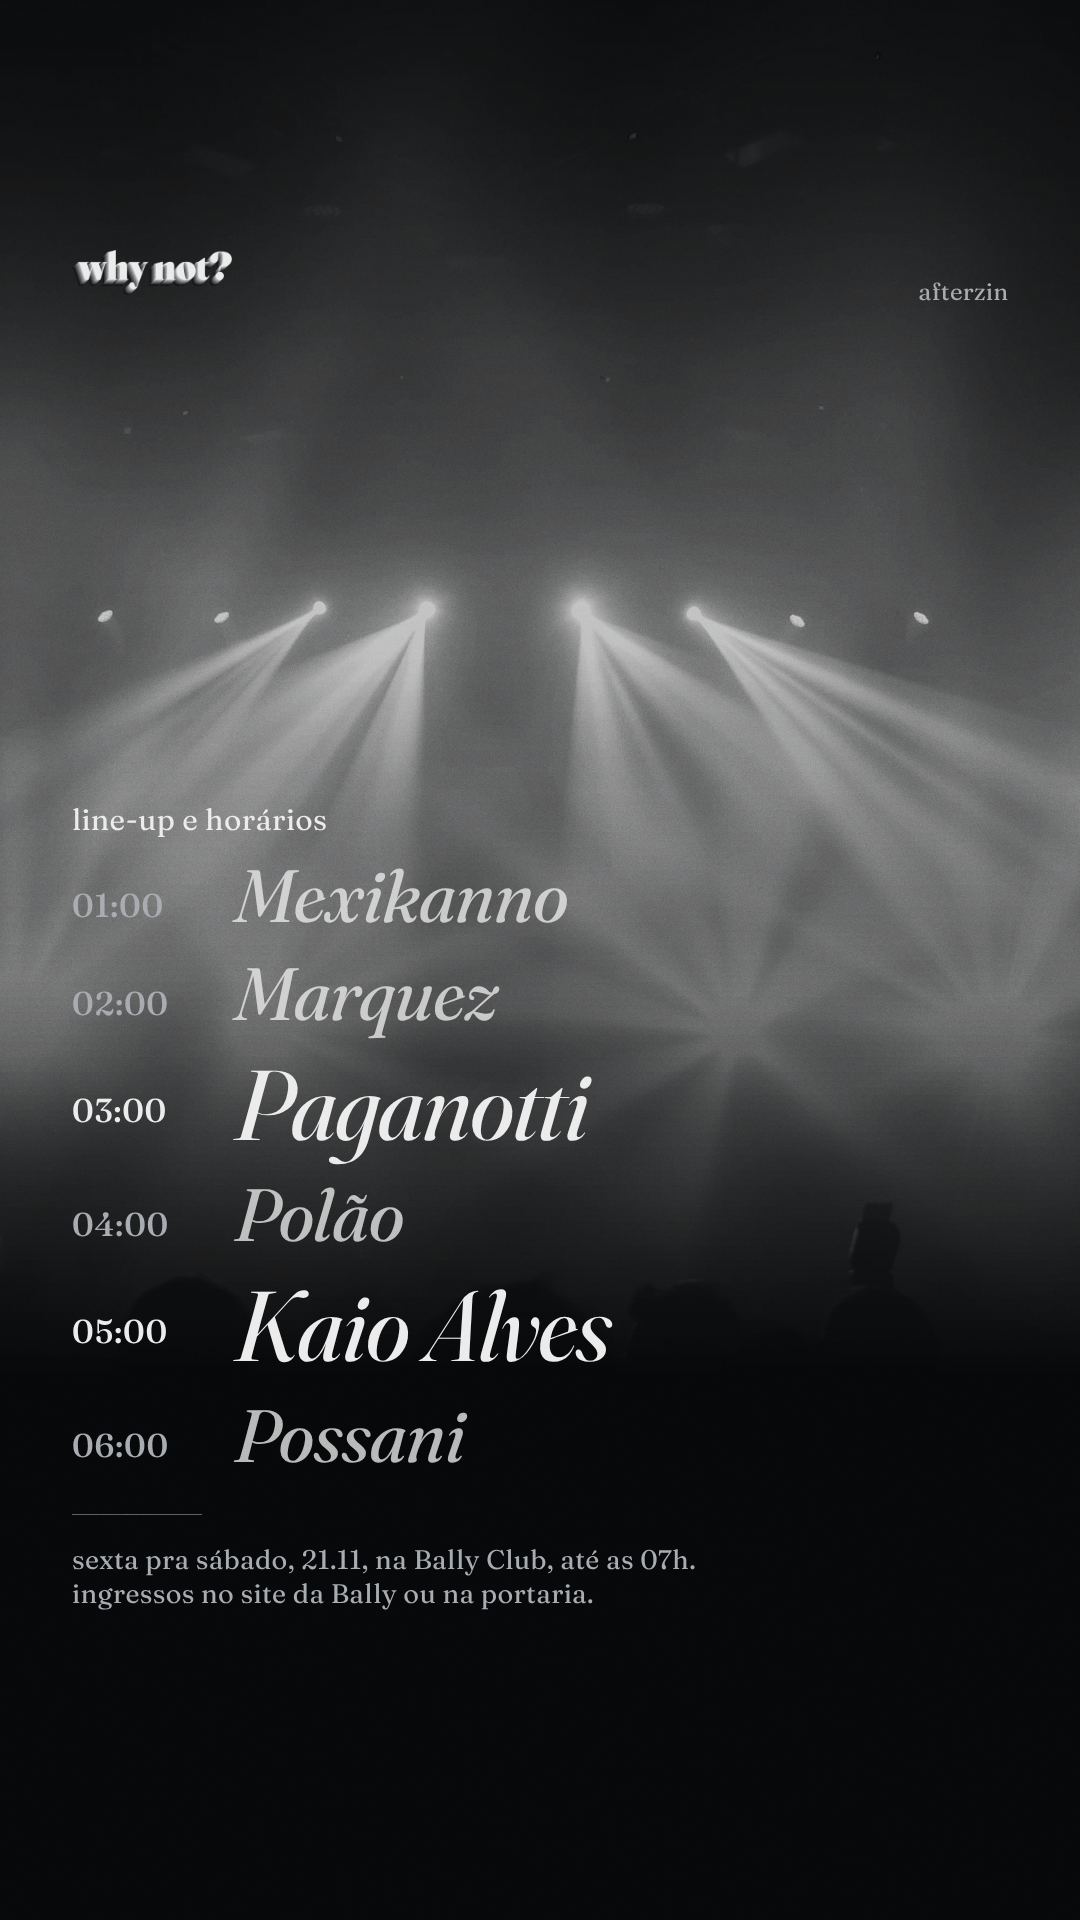 why not?
afterzin
line-up e horários
01:00 Mexikanno
02:00 Marquez
03:00 Paganotti
04:00 Polão
05:00 Kaio Alves
06:00 Possani
sexta pra sábado, 21.11, na Bally Club, até as 07h.
ingressos no site da Bally ou na portaria.